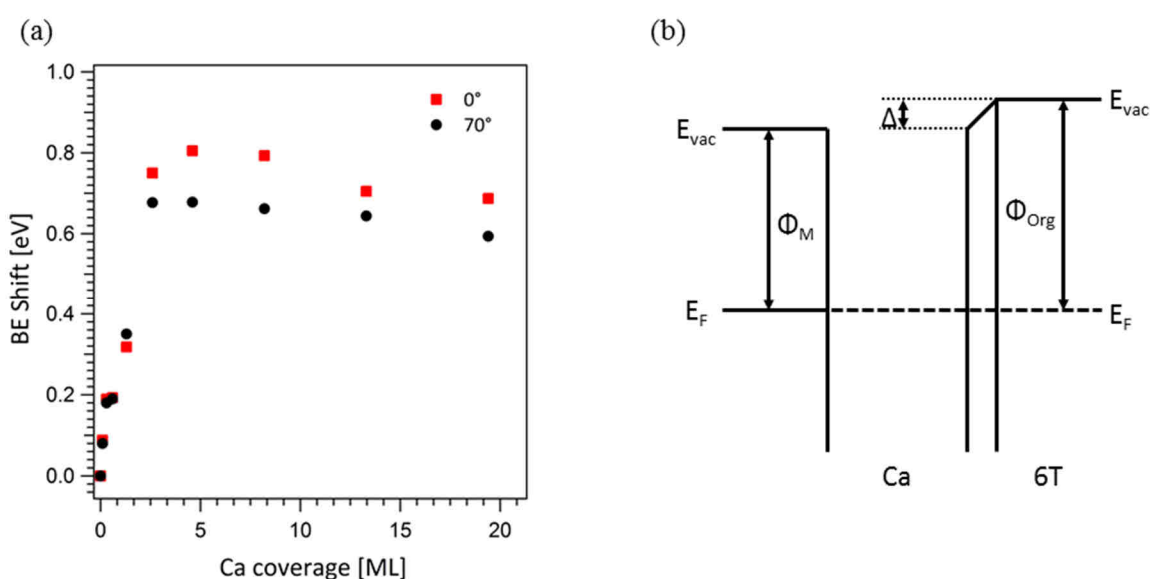 (a)
BE Shift [eV]
1.0
0.8
0.6
0.4
0.2
0.0
0°
70°
0
5
10
15
20
Ca coverage [ML]
(b)
E_vac
Δ
E_vac
Φ_M
Φ_Org
E_F
E_F
Ca
6T